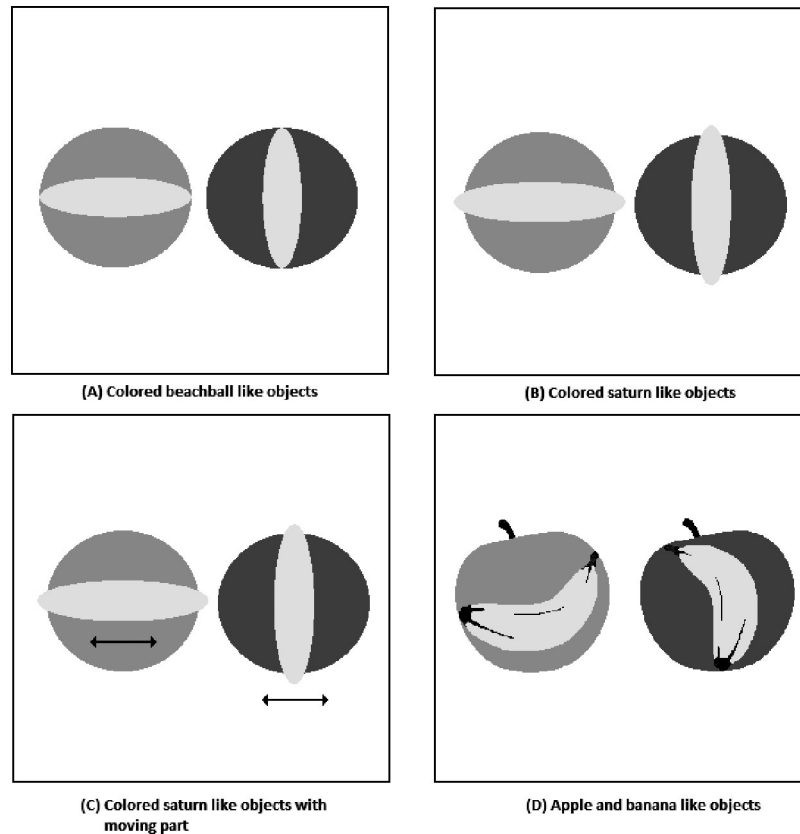 (A) Colored beachball like objects
(B) Colored saturn like objects
(C) Colored saturn like objects with
moving part
(D) Apple and banana like objects